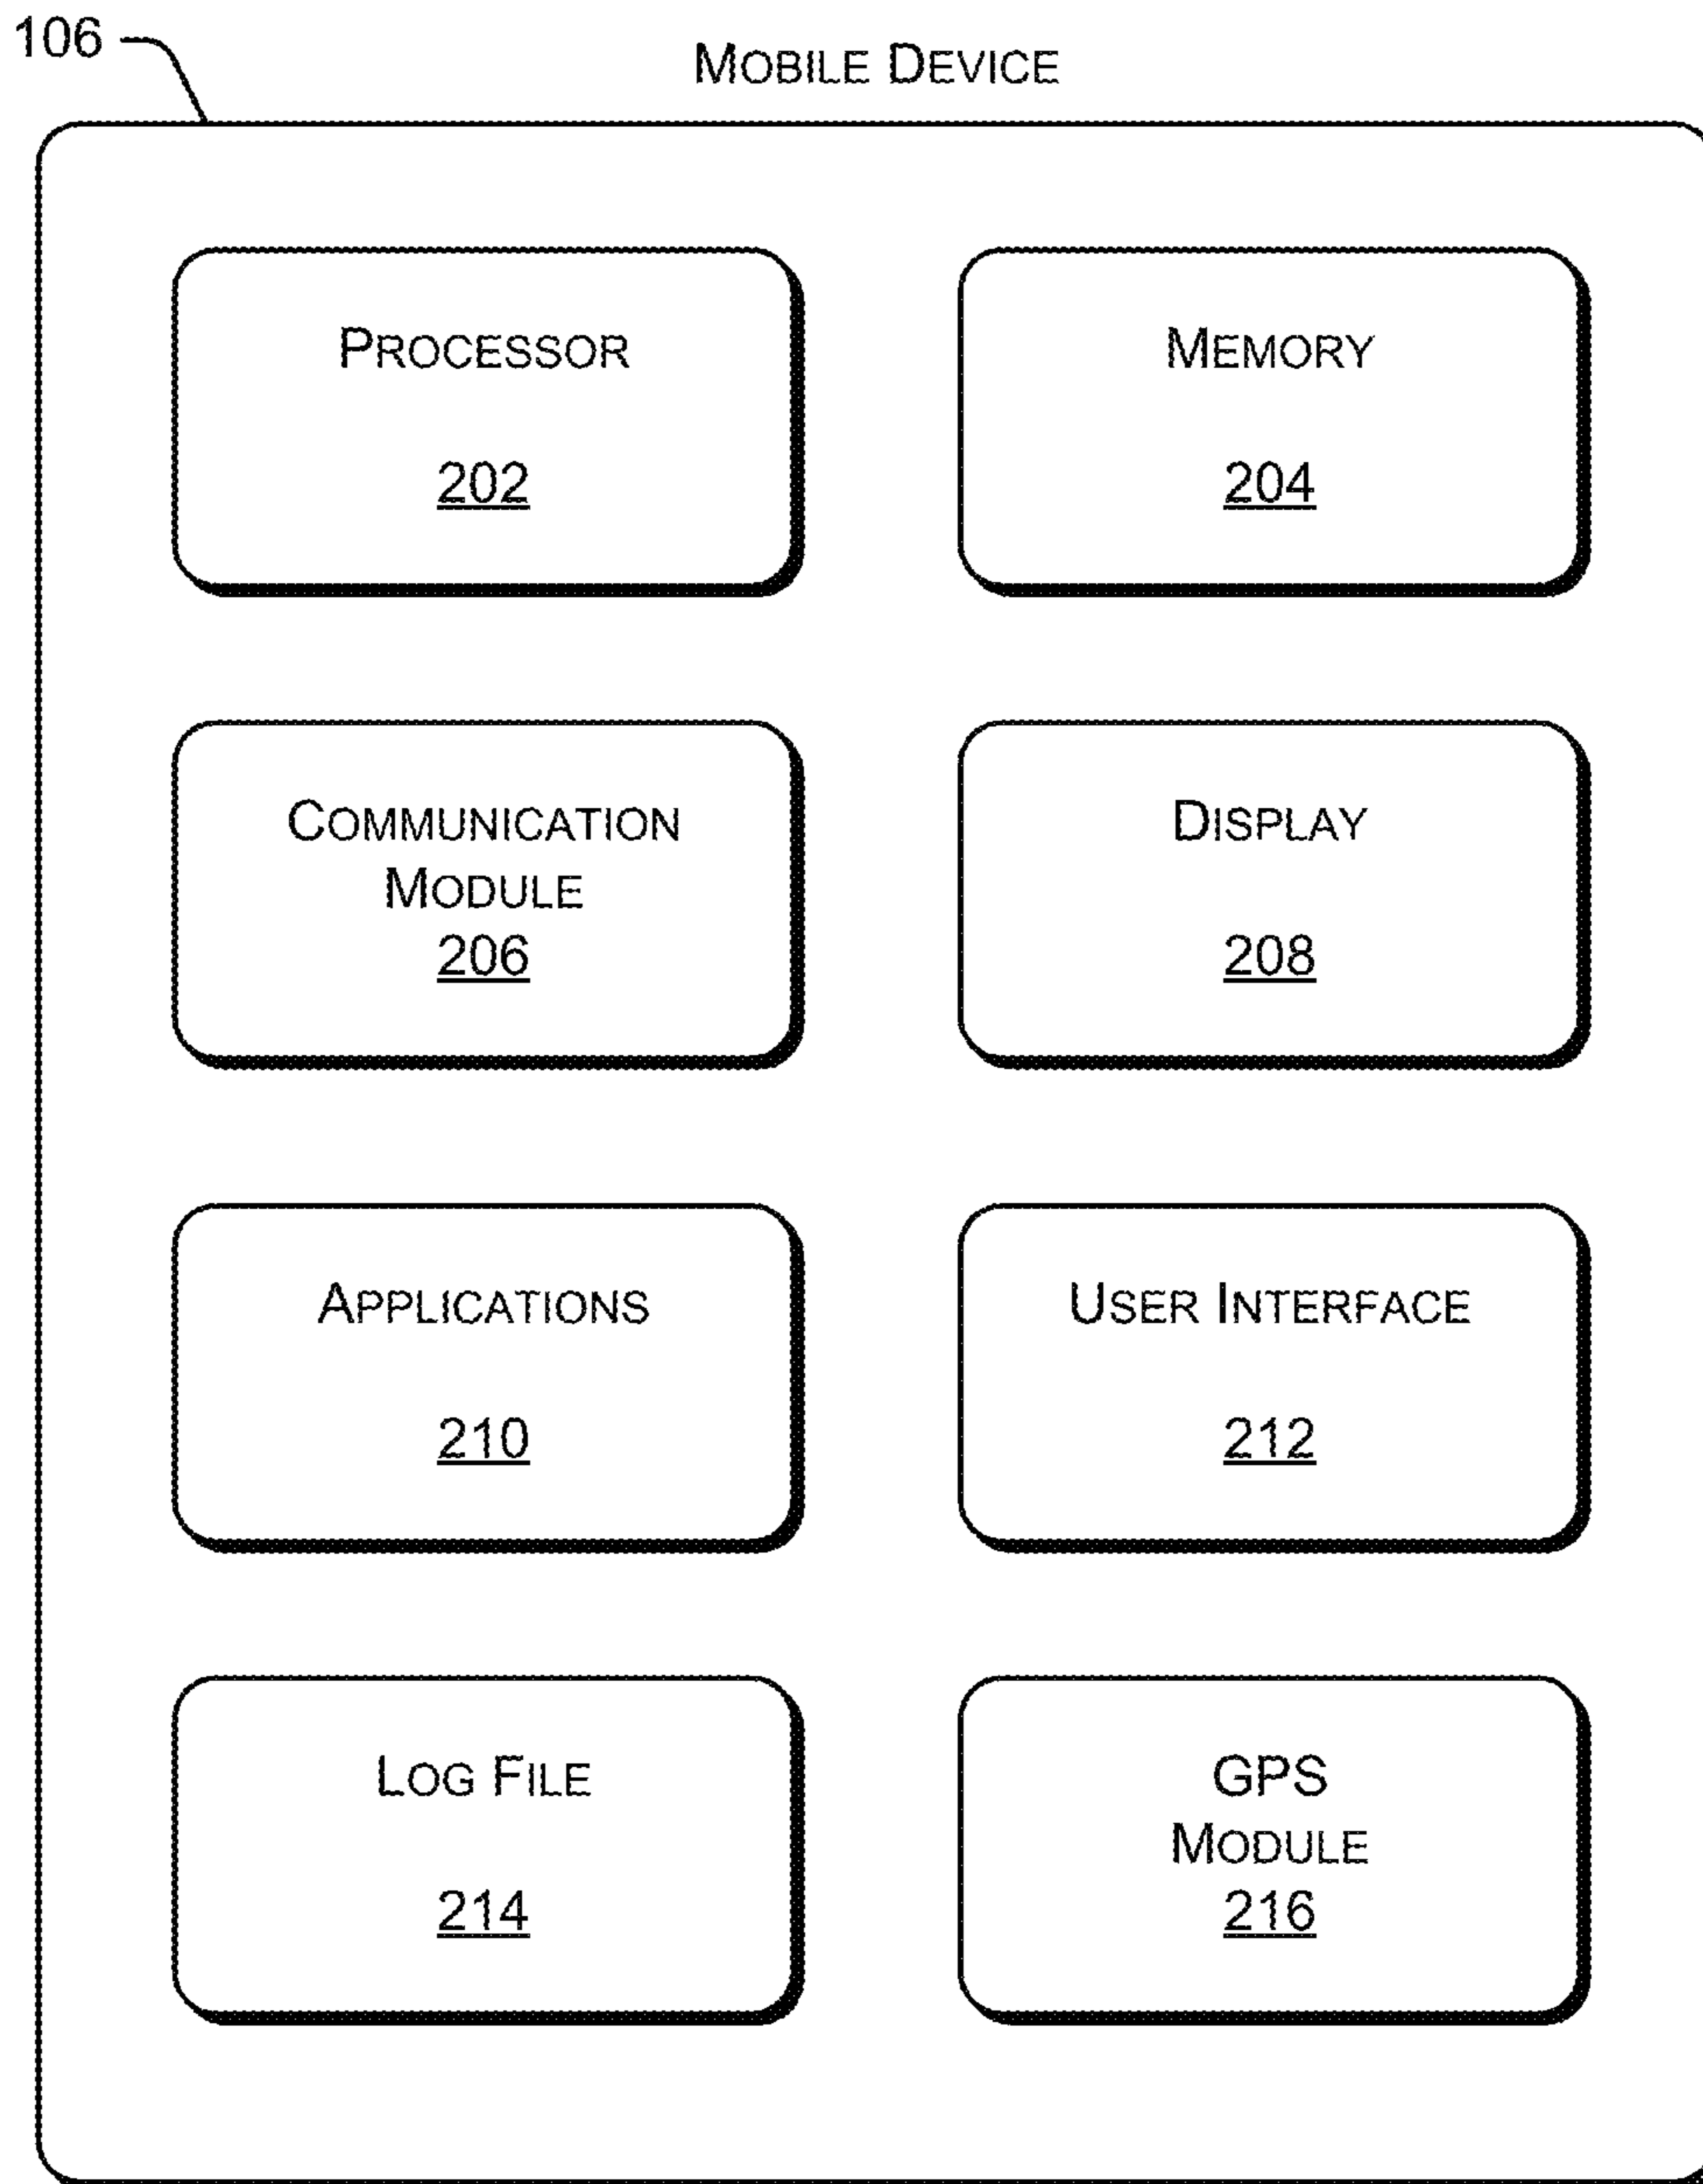 106
MOBILE DEVICE
PROCESSOR
202
MEMORY
204
COMMUNICATION
MODULE
206
DISPLAY
208
APPLICATIONS
210
USER INTERFACE
212
LOG FILE
214
GPS
MODULE
216